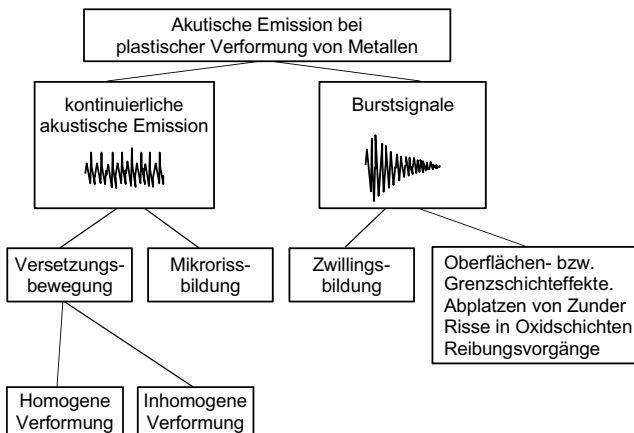 Akutische Emission bei
plastischer Verformung von Metallen
kontinuierliche
akustische Emission
Burstsignale
Versetzungs-
bewegung
Mikroriss-
bildung
Zwillings-
bildung
Oberflächen- bzw.
Grenzschichteffekte.
Abplatzen von Zunder
Risse in Oxidschichten
Reibungsvorgänge
Homogene
Verformung
Inhomogene
Verformung